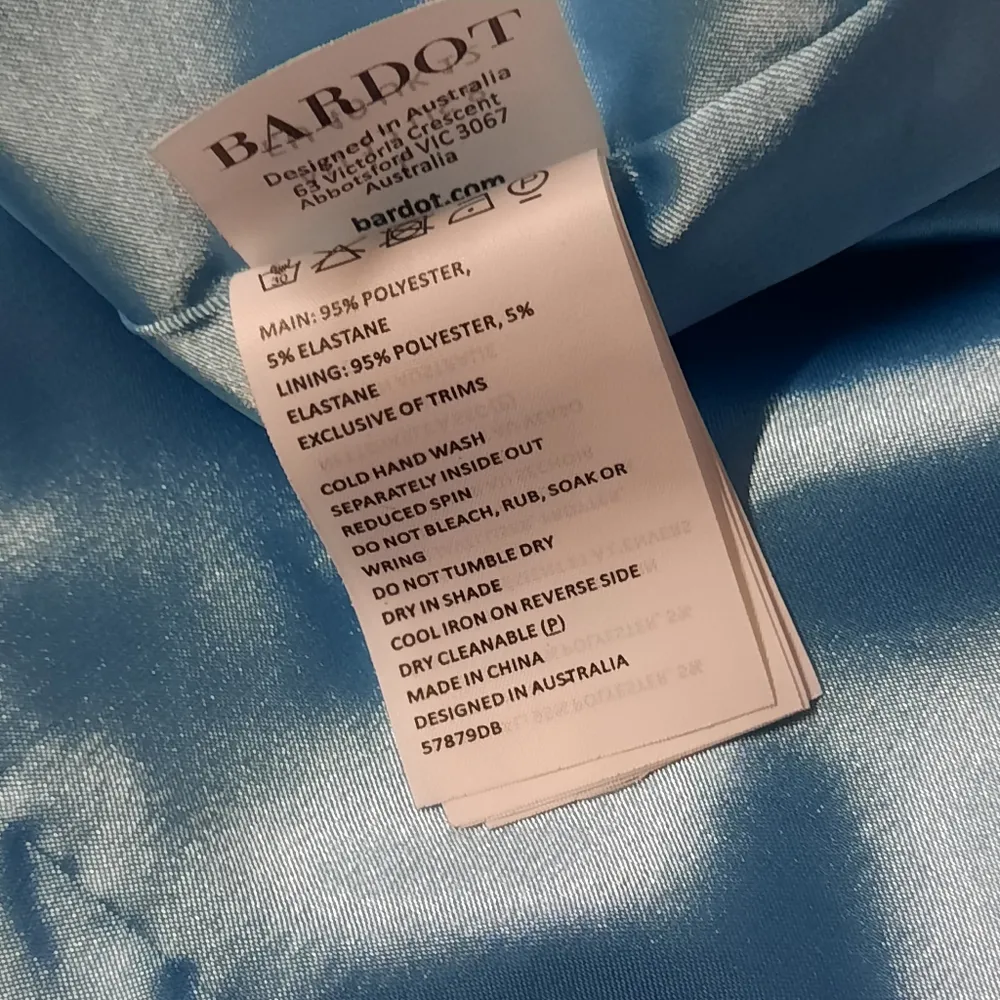 BARDOT
Designed In Australia
63 Victoria Crescent
Abbotsford VIC 3067
Australia
bardot.com
30 P
MAIN: 95% POLYESTER,
5% ELASTANE
LINING: 95% POLYESTER, 5%
ELASTANE
EXCLUSIVE OF TRIMS
COLD HAND WASH
SEPARATELY INSIDE OUT
REDUCED SPIN
DO NOT BLEACH, RUB, SOAK OR
WRING
DO NOT TUMBLE DRY
DRY IN SHADE
COOL IRON ON REVERSE SIDE
DRY CLEANABLE (P)
MADE IN CHINA
DESIGNED IN AUSTRALIA
57879DB